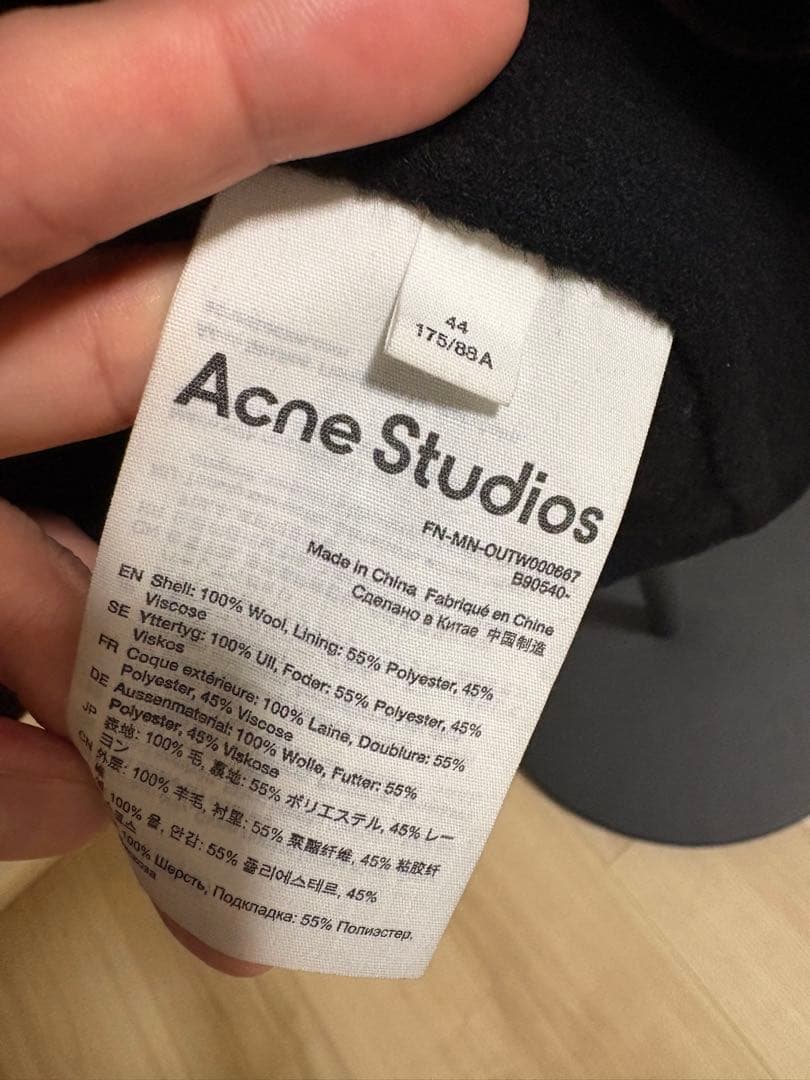 44
175/88A
Acne Studios
FN-MN-OUTW000667
B90540-
Made in China Fabriqué en Chine
Сделано в Китае 中国制造
EN Shell: 100% Wool, Lining: 55% Polyester, 45%
Viscose
SE Yttertyg: 100% Ull, Foder: 55% Polyester, 45%
Viskos
FR Coque extérieure: 100% Laine, Doublure: 55%
Polyester, 45% Viscose
DE Aussenmaterial: 100% Wolle, Futter: 55%
Polyester, 45% Viskose
JP 表地: 100% 毛, 裏地: 55% ポリエステル, 45% レー
ヨン
CN 外层: 100% 羊毛, 衬里: 55% 聚酯纤维, 45% 粘胶纤
100% 울, 안감: 55% 폴리에스테르, 45%
100% Шерсть, Подкладка: 55% Полиэстер,